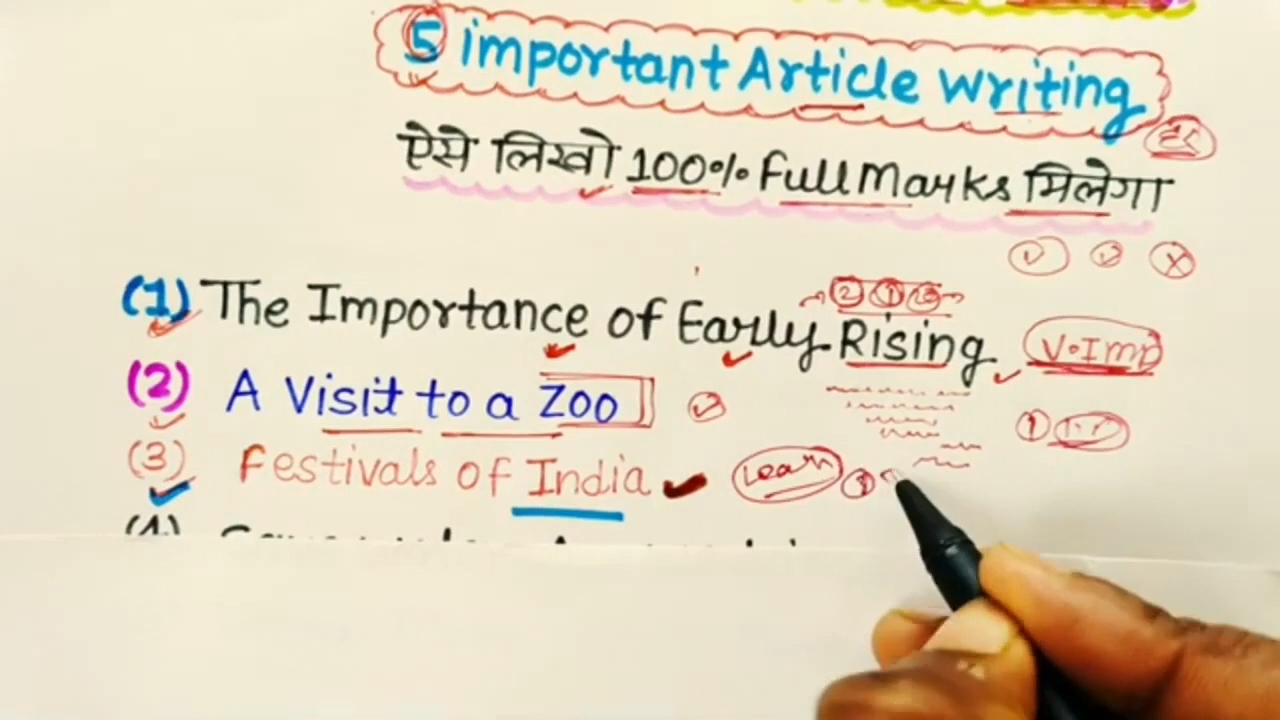 5 important Article Writing
ऐसे लिखो 100% Full Marks मिलेगा
(1) The Importance of Early Rising V.Imp
(2) A Visit to a Zoo
(3) Festivals of India Learn